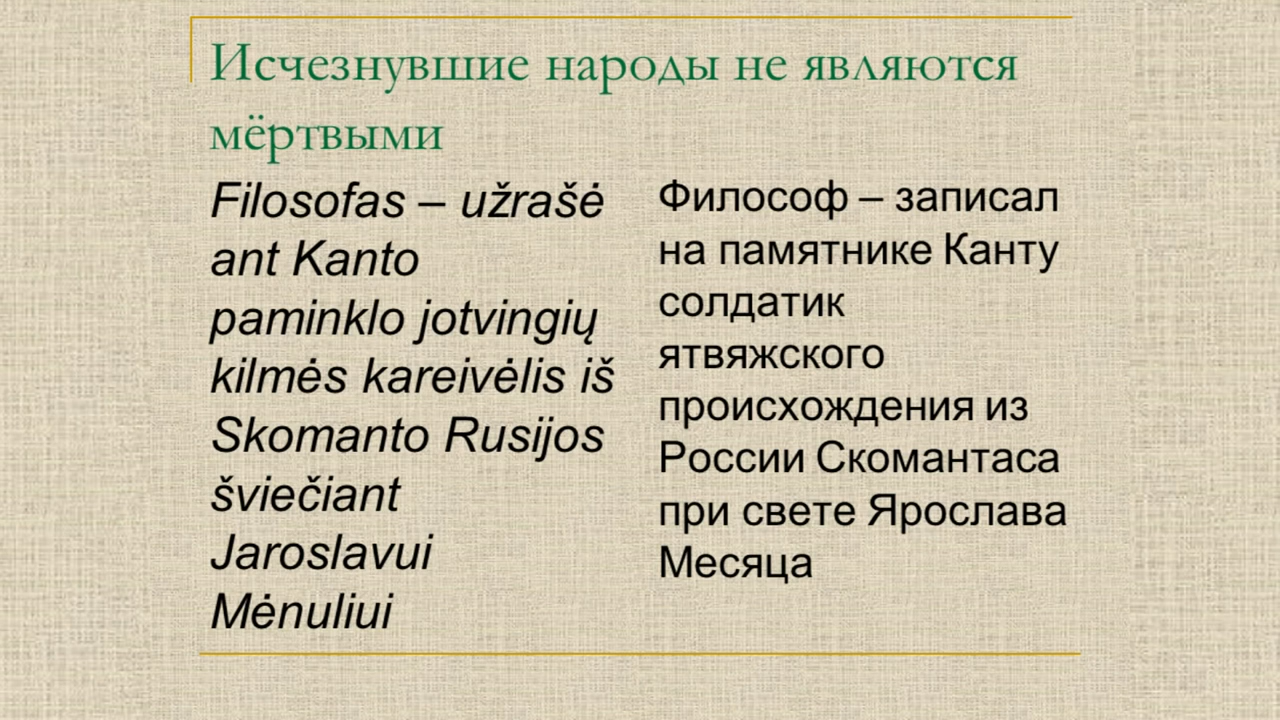 Исчезнувшие народы не являются
мёртвыми
Filosofas – užrašė
ant Kanto
paminklo jotvingių
kilmės kareivėlis iš
Skomanto Rusijos
šviečiant
Jaroslavui
Mėnuliui
Философ – записал
на памятнике Канту
солдатик
ятвяжского
происхождения из
России Скомантаса
при свете Ярослава
Месяца